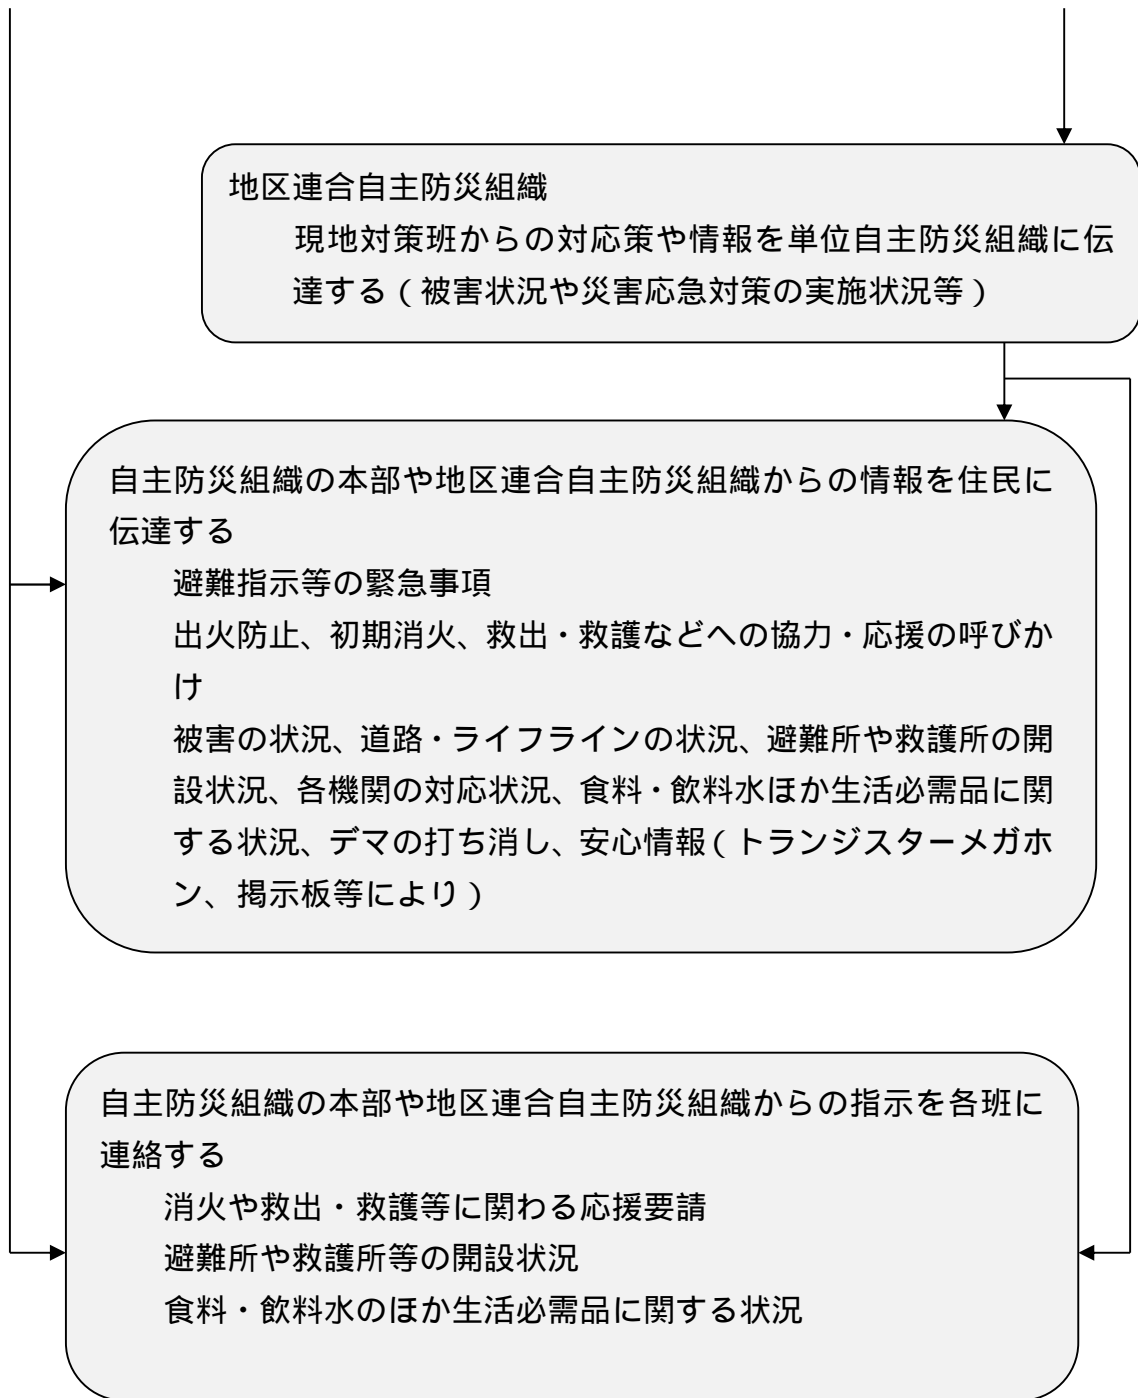 地区連合自主防災組織
現地対策班からの対応策や情報を単位自主防災組織に伝
達する（被害状況や災害応急対策の実施状況等）
自主防災組織の本部や地区連合自主防災組織からの情報を住民に
伝達する
避難指示等の緊急事項
出火防止、初期消火、救出・救護などへの協力・応援の呼びか
け
被害の状況、道路・ライフラインの状況、避難所や救護所の開
設状況、各機関の対応状況、食料・飲料水ほか生活必需品に関
する状況、デマの打ち消し、安心情報（トランジスターメガホ
ン、掲示板等により）
自主防災組織の本部や地区連合自主防災組織からの指示を各班に
連絡する
消火や救出・救護等に関わる応援要請
避難所や救護所等の開設状況
食料・飲料水のほか生活必需品に関する状況